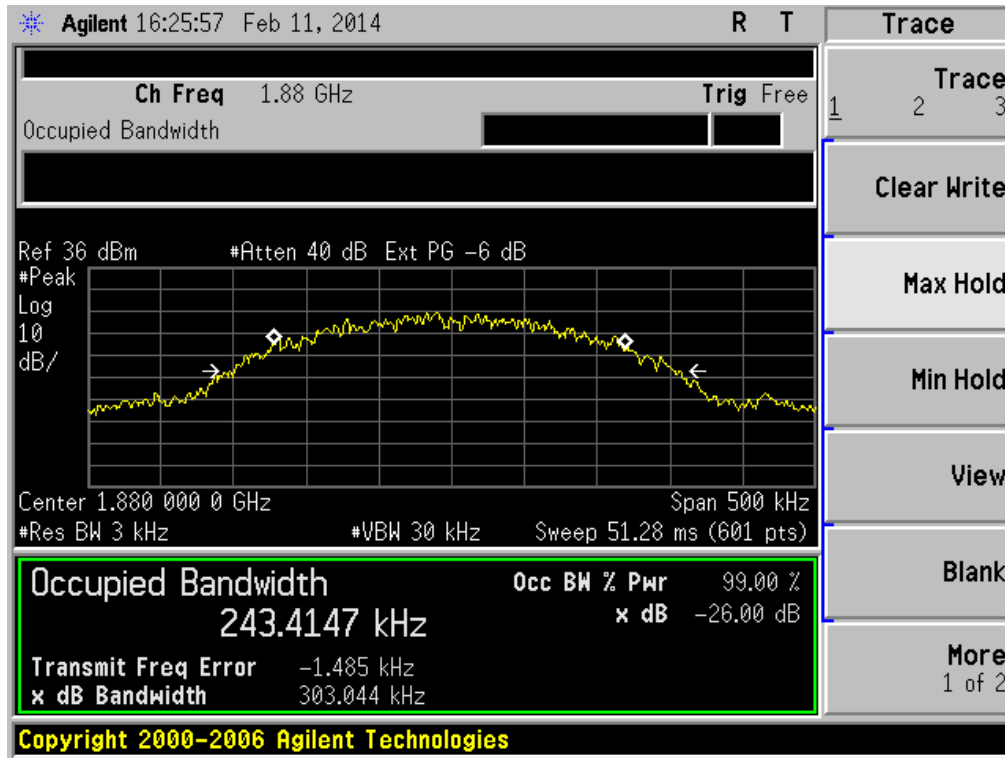 Agilent 16:25:57 Feb 11, 2014 R T
Ch Freq 1.88 GHz Trig Free
Occupied Bandwidth
Ref 36 dBm #Atten 40 dB Ext PG -6 dB
#Peak
Log
10
dB/
Center 1.880 000 0 GHz Span 500 kHz
#Res BW 3 kHz #VBW 30 kHz Sweep 51.28 ms (601 pts)
Occupied Bandwidth Occ BW % Pwr 99.00 %
243.4147 kHz x dB -26.00 dB
Transmit Freq Error -1.485 kHz
x dB Bandwidth 303.044 kHz
Copyright 2000-2006 Agilent Technologies
Trace
Trace
1 2 3
Clear Write
Max Hold
Min Hold
View
Blank
More
1 of 2